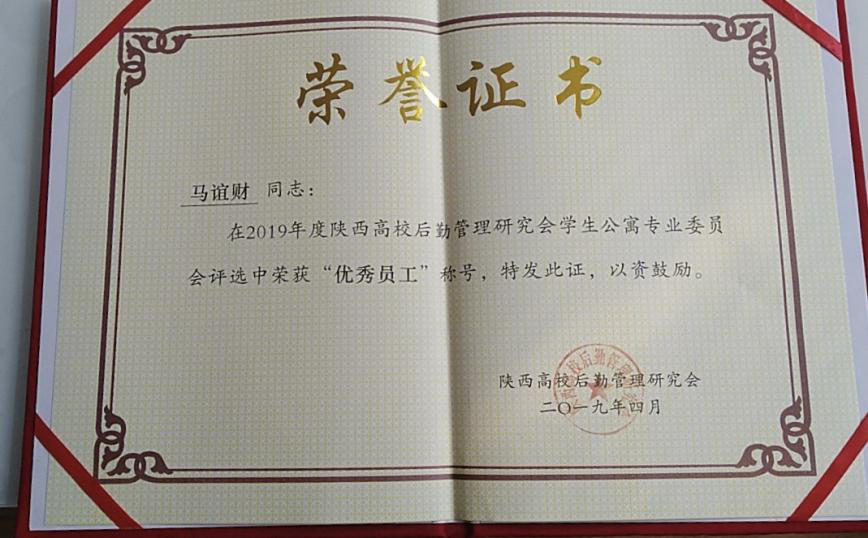 荣誉证书
马谊财 同志：
在2019年度陕西高校后勤管理研究会学生公寓专业委员
会评选中荣获“优秀员工”称号，特发此证，以资鼓励。
陕西高校后勤管理研究会
二〇一九年四月